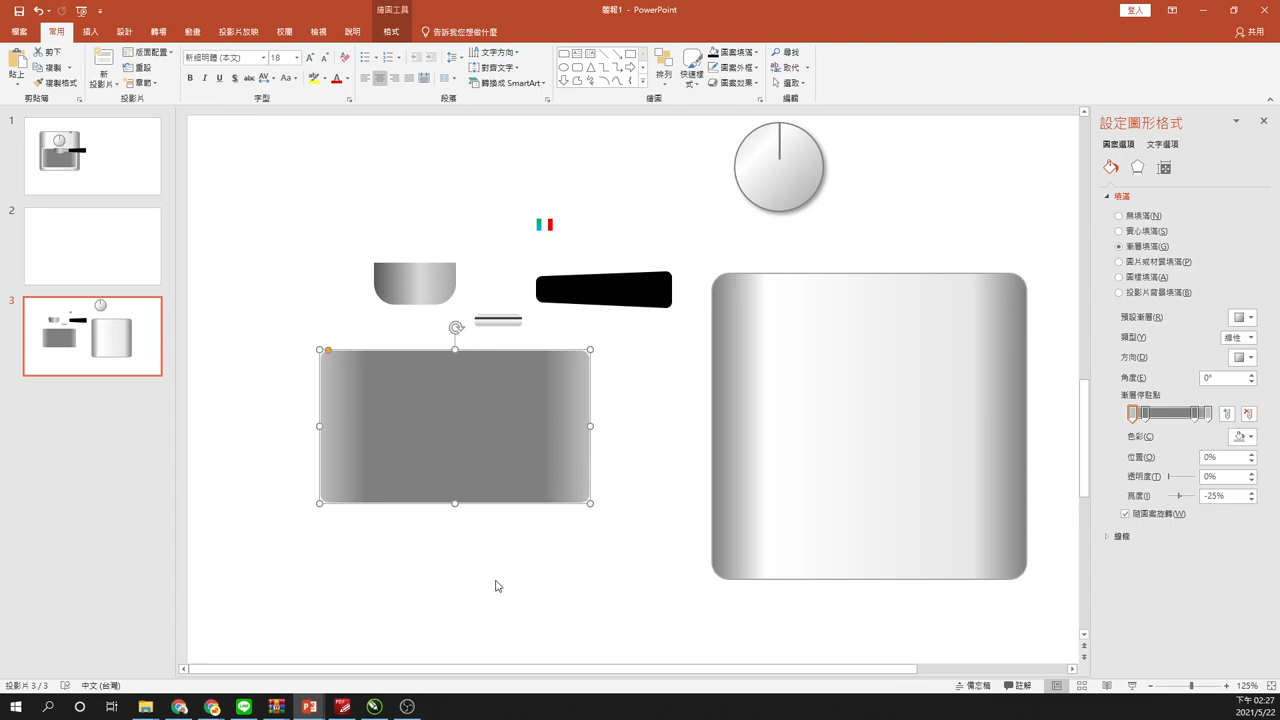 繪圖工具
簡報1 - PowerPoint
登入
檔案
常用
插入
設計
轉場
動畫
投影片放映
校閱
檢視
說明
格式
告訴我您想做什麼
共用
貼上
剪下
複製
複製格式
剪貼簿
新
投影片
版面配置
重設
章節
投影片
新細明體 (本文)
18
B I U S abc AV Aa A
字型
文字方向
對齊文字
轉換成 SmartArt
段落
排列
快速樣
式
圖案填滿
圖案外框
圖案效果
繪圖
尋找
取代
選取
編輯
1
2
3
設定圖形格式
圖案選項
文字選項
填滿
無填滿(N)
實心填滿(S)
漸層填滿(G)
圖片或材質填滿(P)
圖樣填滿(A)
投影片背景填滿(B)
預設漸層(R)
類型(Y)
線性
方向(D)
角度(E)
0°
漸層停駐點
色彩(C)
位置(O)
0%
透明度(T)
0%
亮度(I)
-25%
隨圖案旋轉(W)
線條
投影片 3 / 3
中文 (台灣)
備忘稿
註解
125%
下午 02:27
2021/5/22